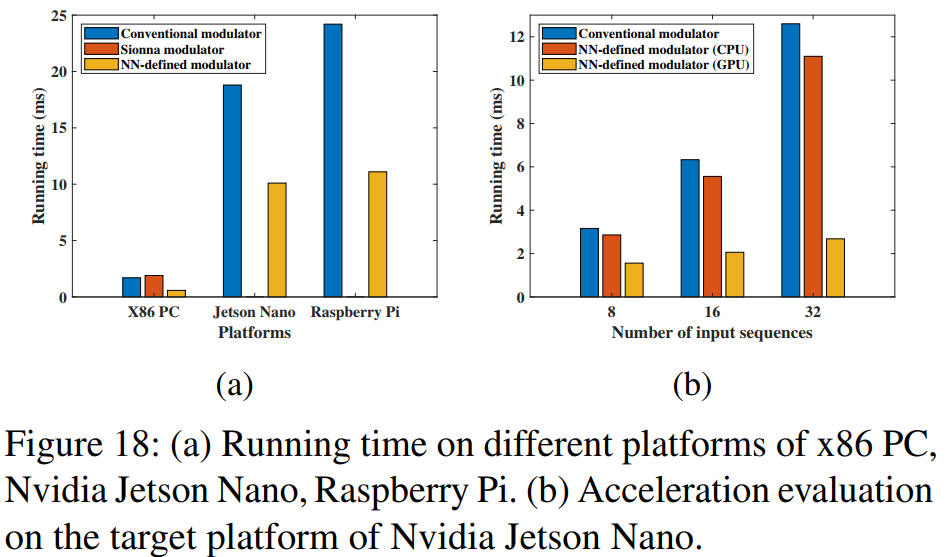 25
20
15
10
5
0
Running time (ms)
Conventional modulator
Sionna modulator
NN-defined modulator
X86 PC
Jetson Nano
Raspberry Pi
Platforms
(a)
12
10
8
6
4
2
0
Running time (ms)
Conventional modulator
NN-defined modulator (CPU)
NN-defined modulator (GPU)
8
16
32
Number of input sequences
(b)
Figure 18: (a) Running time on different platforms of x86 PC,
Nvidia Jetson Nano, Raspberry Pi. (b) Acceleration evaluation
on the target platform of Nvidia Jetson Nano.